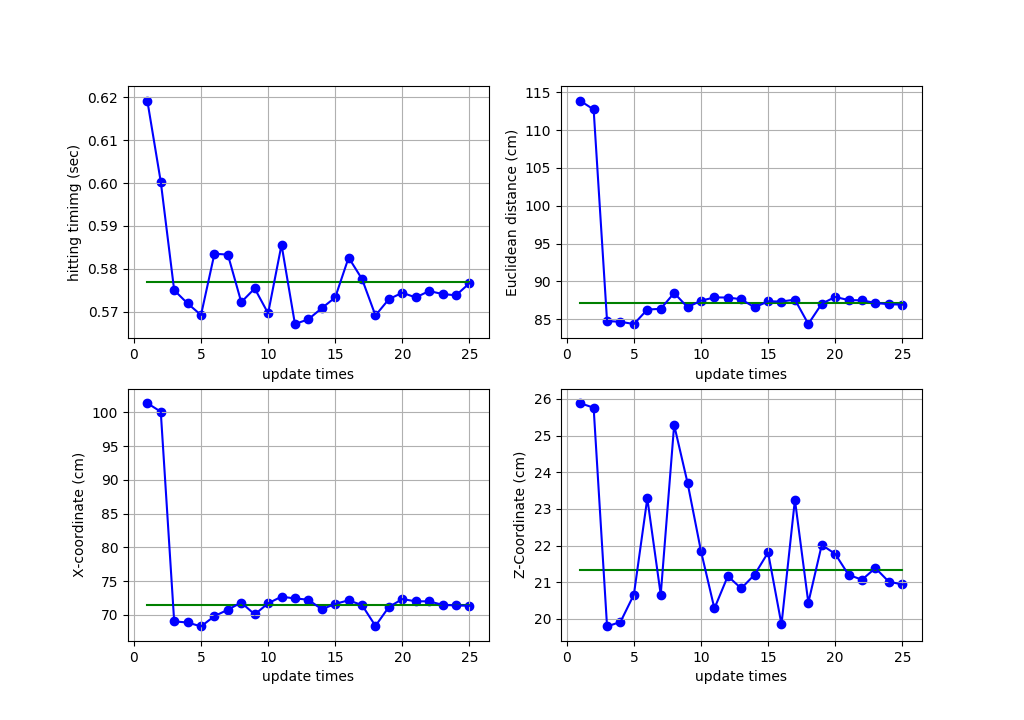 0.62
0.61
0.60
0.59
0.58
0.57
hitting timimg (sec)
0 5 10 15 20 25
update times
115
110
105
100
95
90
85
Euclidean distance (cm)
0 5 10 15 20 25
update times
100
95
90
85
80
75
70
X-coordinate (cm)
0 5 10 15 20 25
update times
26
25
24
23
22
21
20
Z-Coordinate (cm)
0 5 10 15 20 25
update times